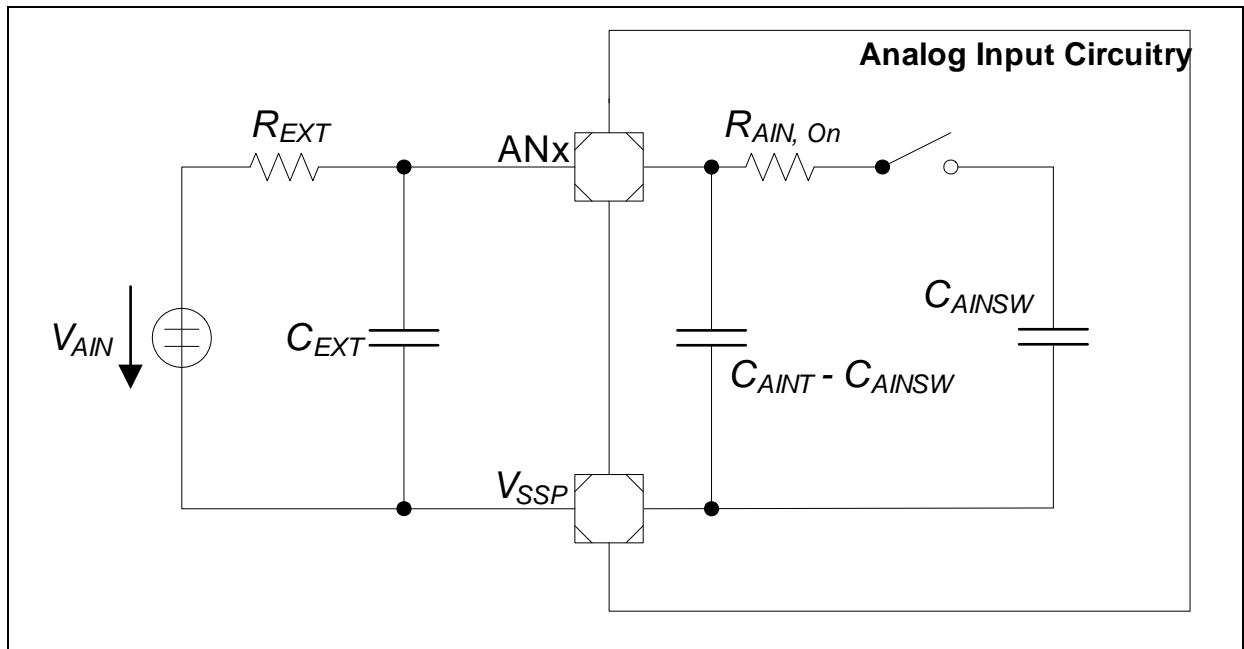 Analog Input Circuitry
R_EXT
ANx
R_AIN, On
V_AIN
C_EXT
C_AINT - C_AINSW
C_AINSW
V_SSP